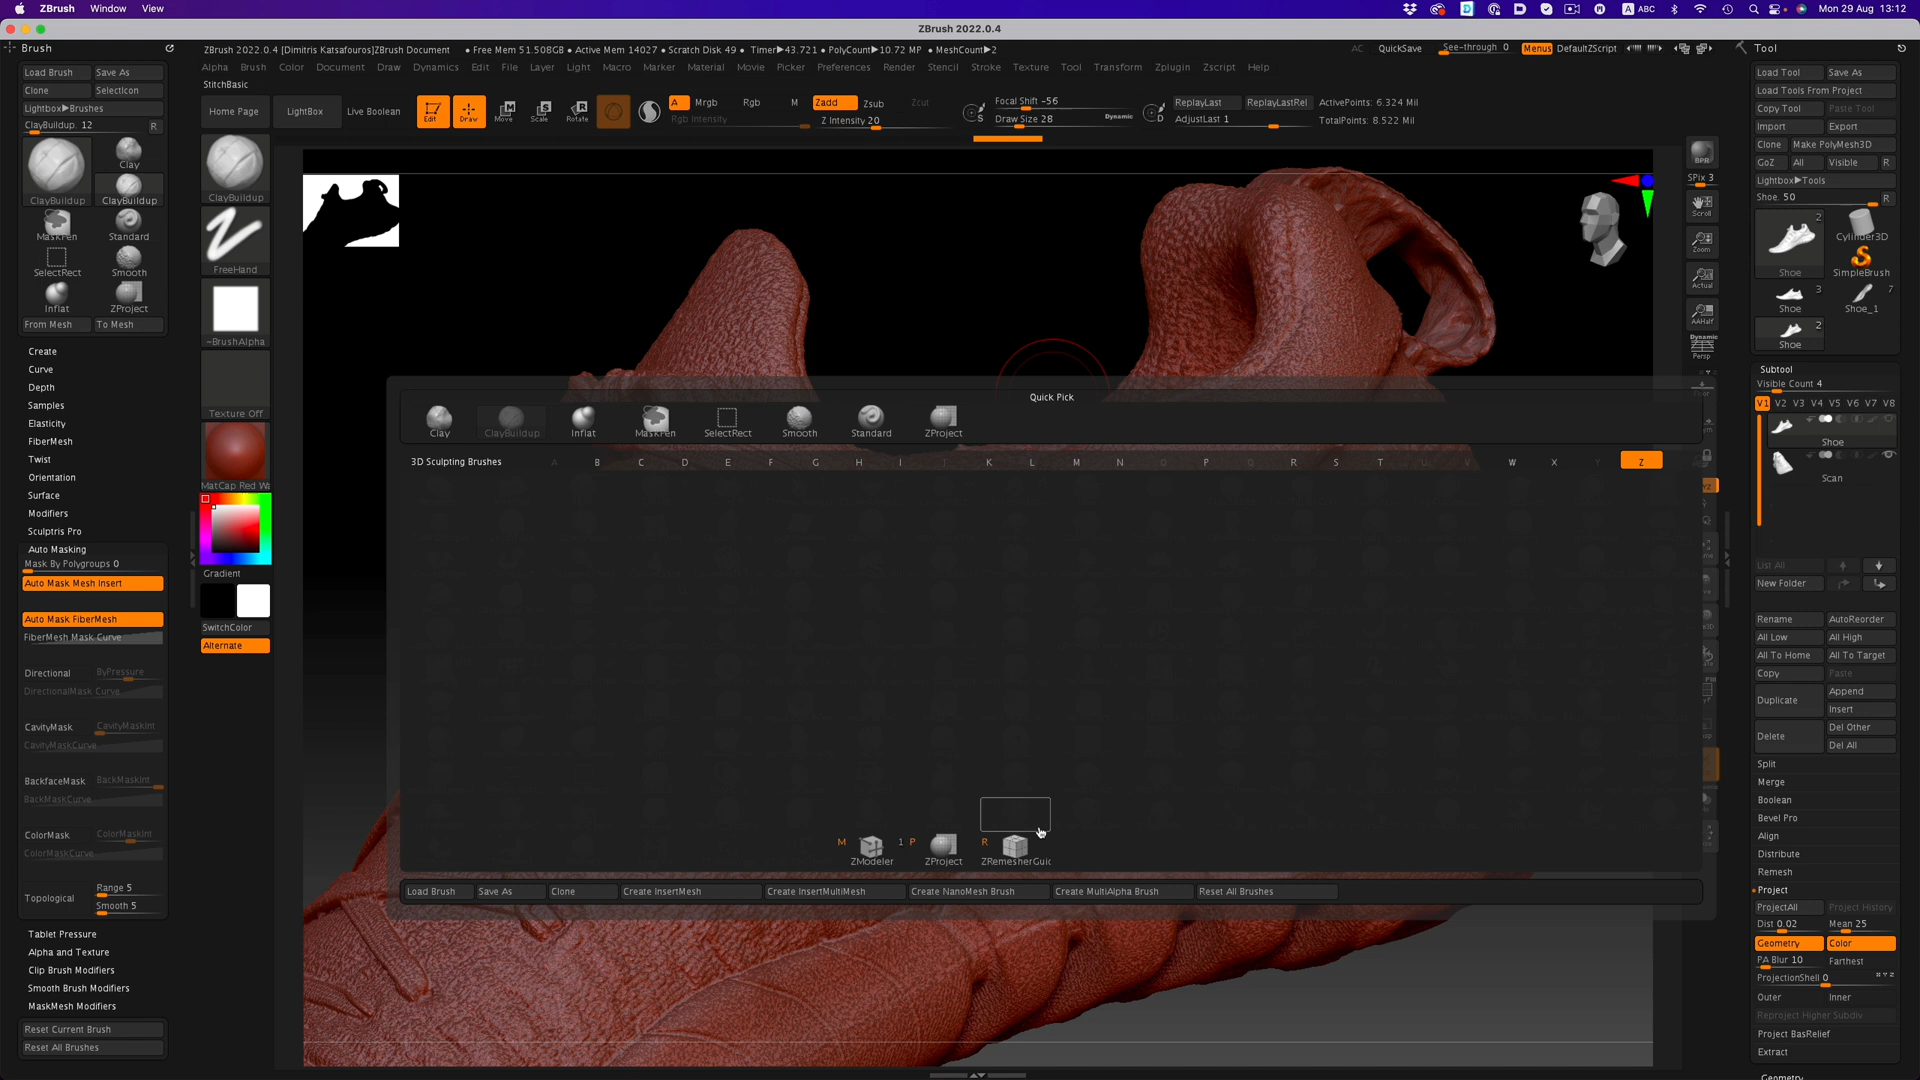 ZBrush Window View
ABC Mon 29 Aug 13:12
ZBrush 2022.0.4
Brush
ZBrush 2022.0.4 [Dimitris Katsafouros]ZBrush Document • Free Mem 51.508GB • Active Mem 14027 • Scratch Disk 49 • Timer▶43.721 • PolyCount▶10.72 MP • MeshCount▶2
AC QuickSave See-through 0 Menus DefaultZScript
Tool
Alpha Brush Color Document Draw Dynamics Edit File Layer Light Macro Marker Material Movie Picker Preferences Render Stencil Stroke Texture Tool Transform Zplugin Zscript Help
StitchBasic
Home Page LightBox Live Boolean Edit Draw Move Scale Rotate
A Mrgb Rgb M Zadd Zsub Zcut
Rgb Intensity Z Intensity 20
Focal Shift -56
Draw Size 28 Dynamic
ReplayLast ReplayLastRel ActivePoints: 6.324 Mil
AdjustLast 1 TotalPoints: 8.522 Mil
Load Brush Save As
Clone SelectIcon
Lightbox▶Brushes
ClayBuildup. 12 R
Clay
ClayBuildup ClayBuildup
MaskPen Standard
SelectRect Smooth
Inflat ZProject
From Mesh To Mesh
Create
Curve
Depth
Samples
Elasticity
FiberMesh
Twist
Orientation
Surface
Modifiers
Sculptris Pro
Auto Masking
Mask By Polygroups 0
Auto Mask Mesh Insert
Auto Mask FiberMesh
FiberMesh Mask Curve
Directional ByPressure
DirectionalMask Curve
CavityMask CavityMaskInt
CavityMaskCurve
BackfaceMask BackMaskInt
BackMaskCurve
ColorMask ColorMaskInt
ColorMaskCurve
Topological Range 5
Smooth 5
Tablet Pressure
Alpha and Texture
Clip Brush Modifiers
Smooth Brush Modifiers
MaskMesh Modifiers
Reset Current Brush
Reset All Brushes
ClayBuildup
FreeHand
~BrushAlpha
Texture Off
MatCap Red Wa
Gradient
SwitchColor
Alternate
Quick Pick
Clay ClayBuildup Inflat MaskPen SelectRect Smooth Standard ZProject
3D Sculpting Brushes A B C D E F G H I K L M N O P Q R S T U V W X Y Z
M ZModeler 1 P ZProject R ZRemesherGuid
Load Brush Save As Clone Create InsertMesh Create InsertMultiMesh Create NanoMesh Brush Create MultiAlpha Brush Reset All Brushes
BPR
SPix 3
Scroll
Zoom
Actual
AAHalf
Dynamic
Persp
Load Tool Save As
Load Tools From Project
Copy Tool Paste Tool
Import Export
Clone Make PolyMesh3D
GoZ All Visible R
Lightbox▶Tools
Shoe. 50 R
2
Shoe Cylinder3D
SimpleBrush
3 7
Shoe Shoe_1
2
Shoe
Subtool
Visible Count 4
V1 V2 V3 V4 V5 V6 V7 V8
Shoe
Scan
List All
New Folder
Rename AutoReorder
All Low All High
All To Home All To Target
Copy Paste
Duplicate Append
Insert
Delete Del Other
Del All
Split
Merge
Boolean
Bevel Pro
Align
Distribute
Remesh
Project
ProjectAll Project History
Dist 0.02 Mean 25
Geometry Color
PA Blur 10 Farthest
ProjectionShell 0
Outer Inner
Reproject Higher Subdiv
Project BasRelief
Extract
Geometry